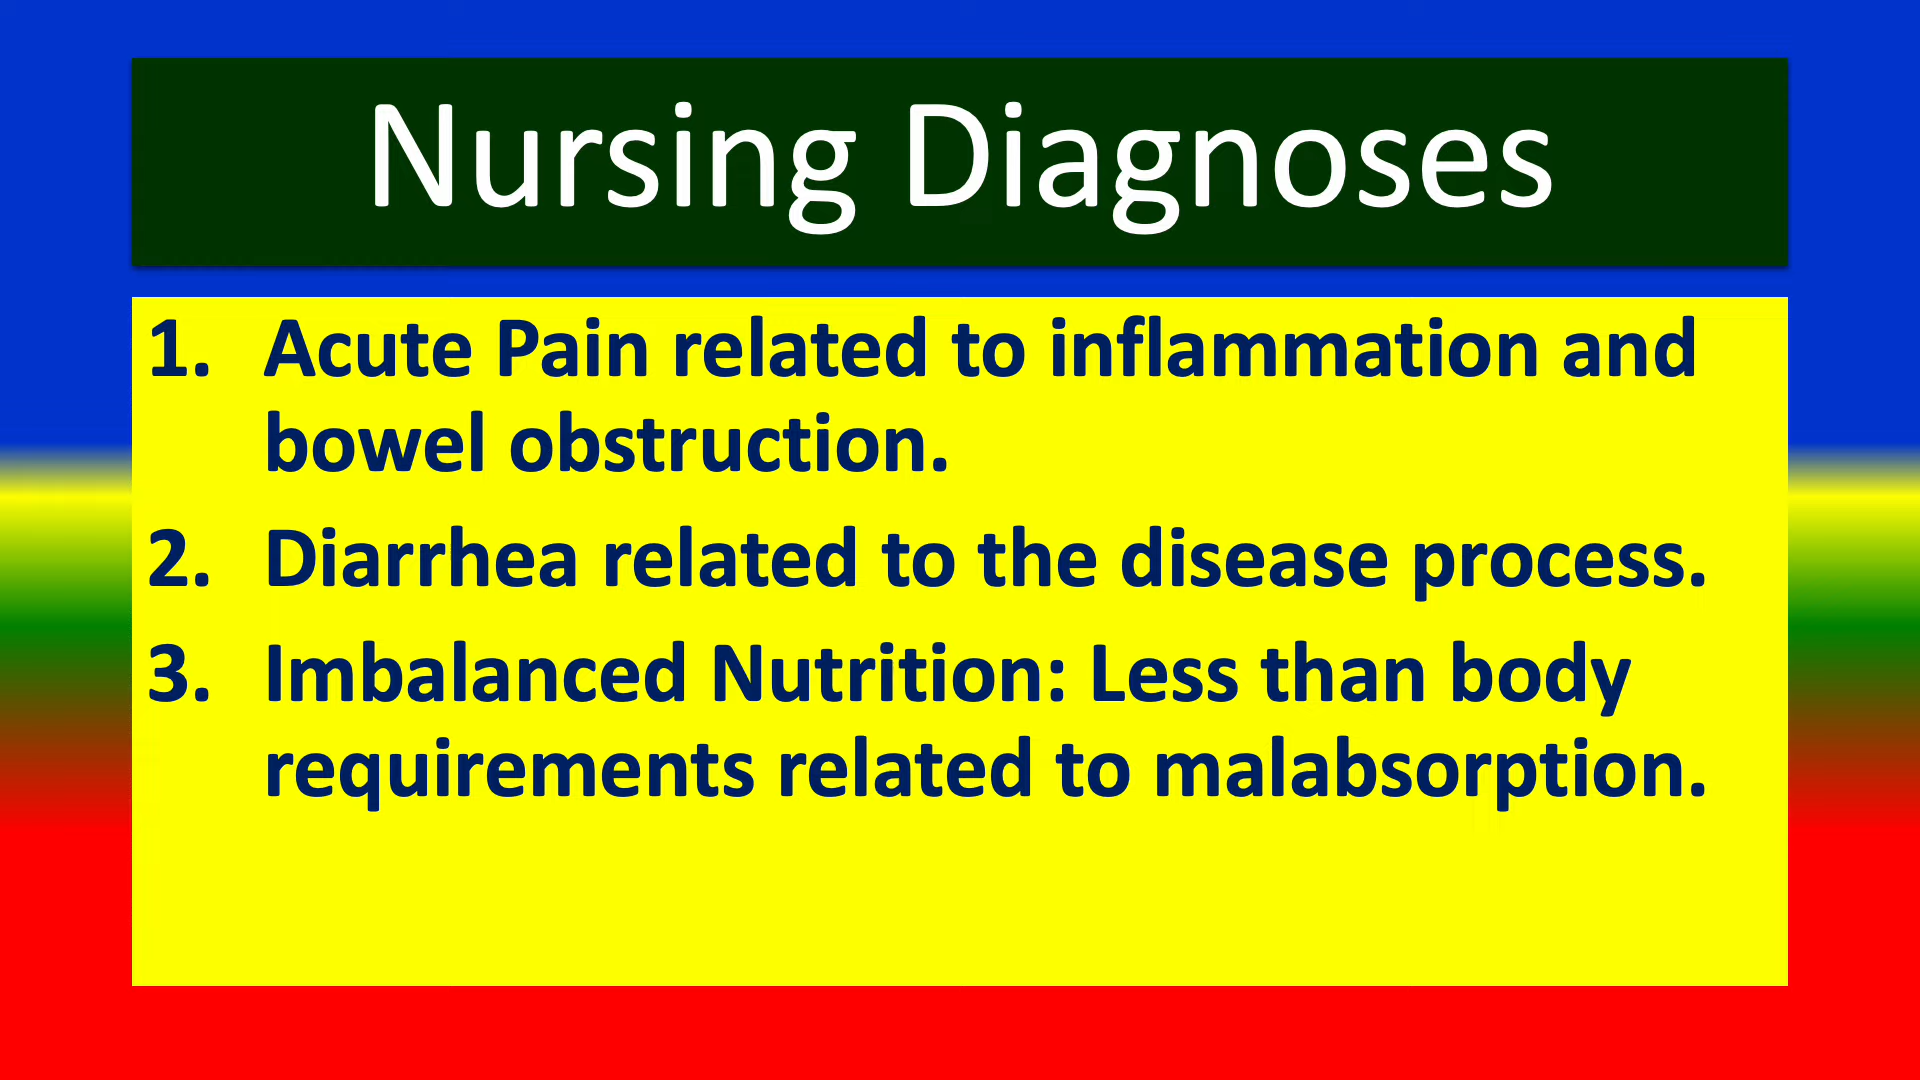 Nursing Diagnoses
1. Acute Pain related to inflammation and
bowel obstruction.
2. Diarrhea related to the disease process.
3. Imbalanced Nutrition: Less than body
requirements related to malabsorption.